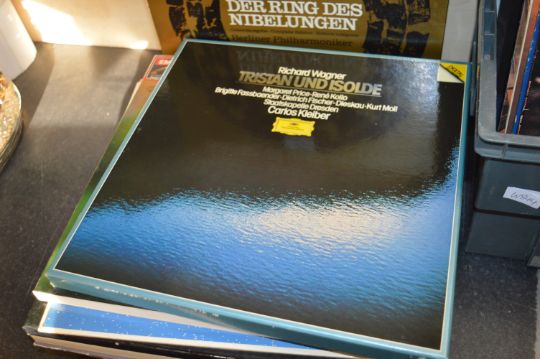 DER RING DES
NIBELUNGEN
Berliner Philharmoniker
Richard Wagner
TRISTAN UND ISOLDE
Margaret Price · René Kollo
Brigitte Fassbaender · Dietrich Fischer-Dieskau · Kurt Moll
Staatskapelle Dresden
Carlos Kleiber